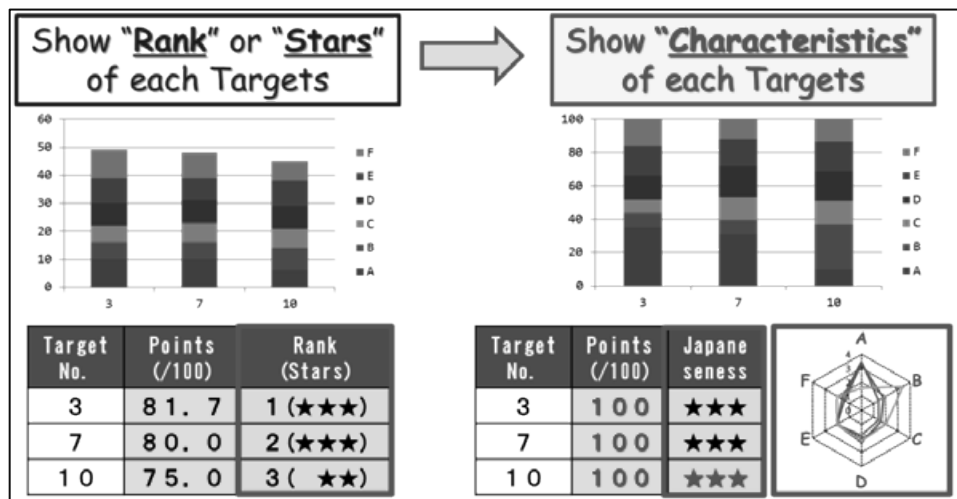 Show "Rank" or "Stars"
of each Targets
Show "Characteristics"
of each Targets
60
50
40
30
20
10
0
3
7
10
F
E
D
C
B
A
100
80
60
40
20
0
3
7
10
F
E
D
C
B
A
Target No.
Points (/100)
Rank (Stars)
3
81.7
1 (★★★)
7
80.0
2 (★★★)
10
75.0
3 ( ★★)
Target No.
Points (/100)
Japane seness
3
100
★★★
7
100
★★★
10
100
★★★
A
B
C
D
E
F
4
3
0